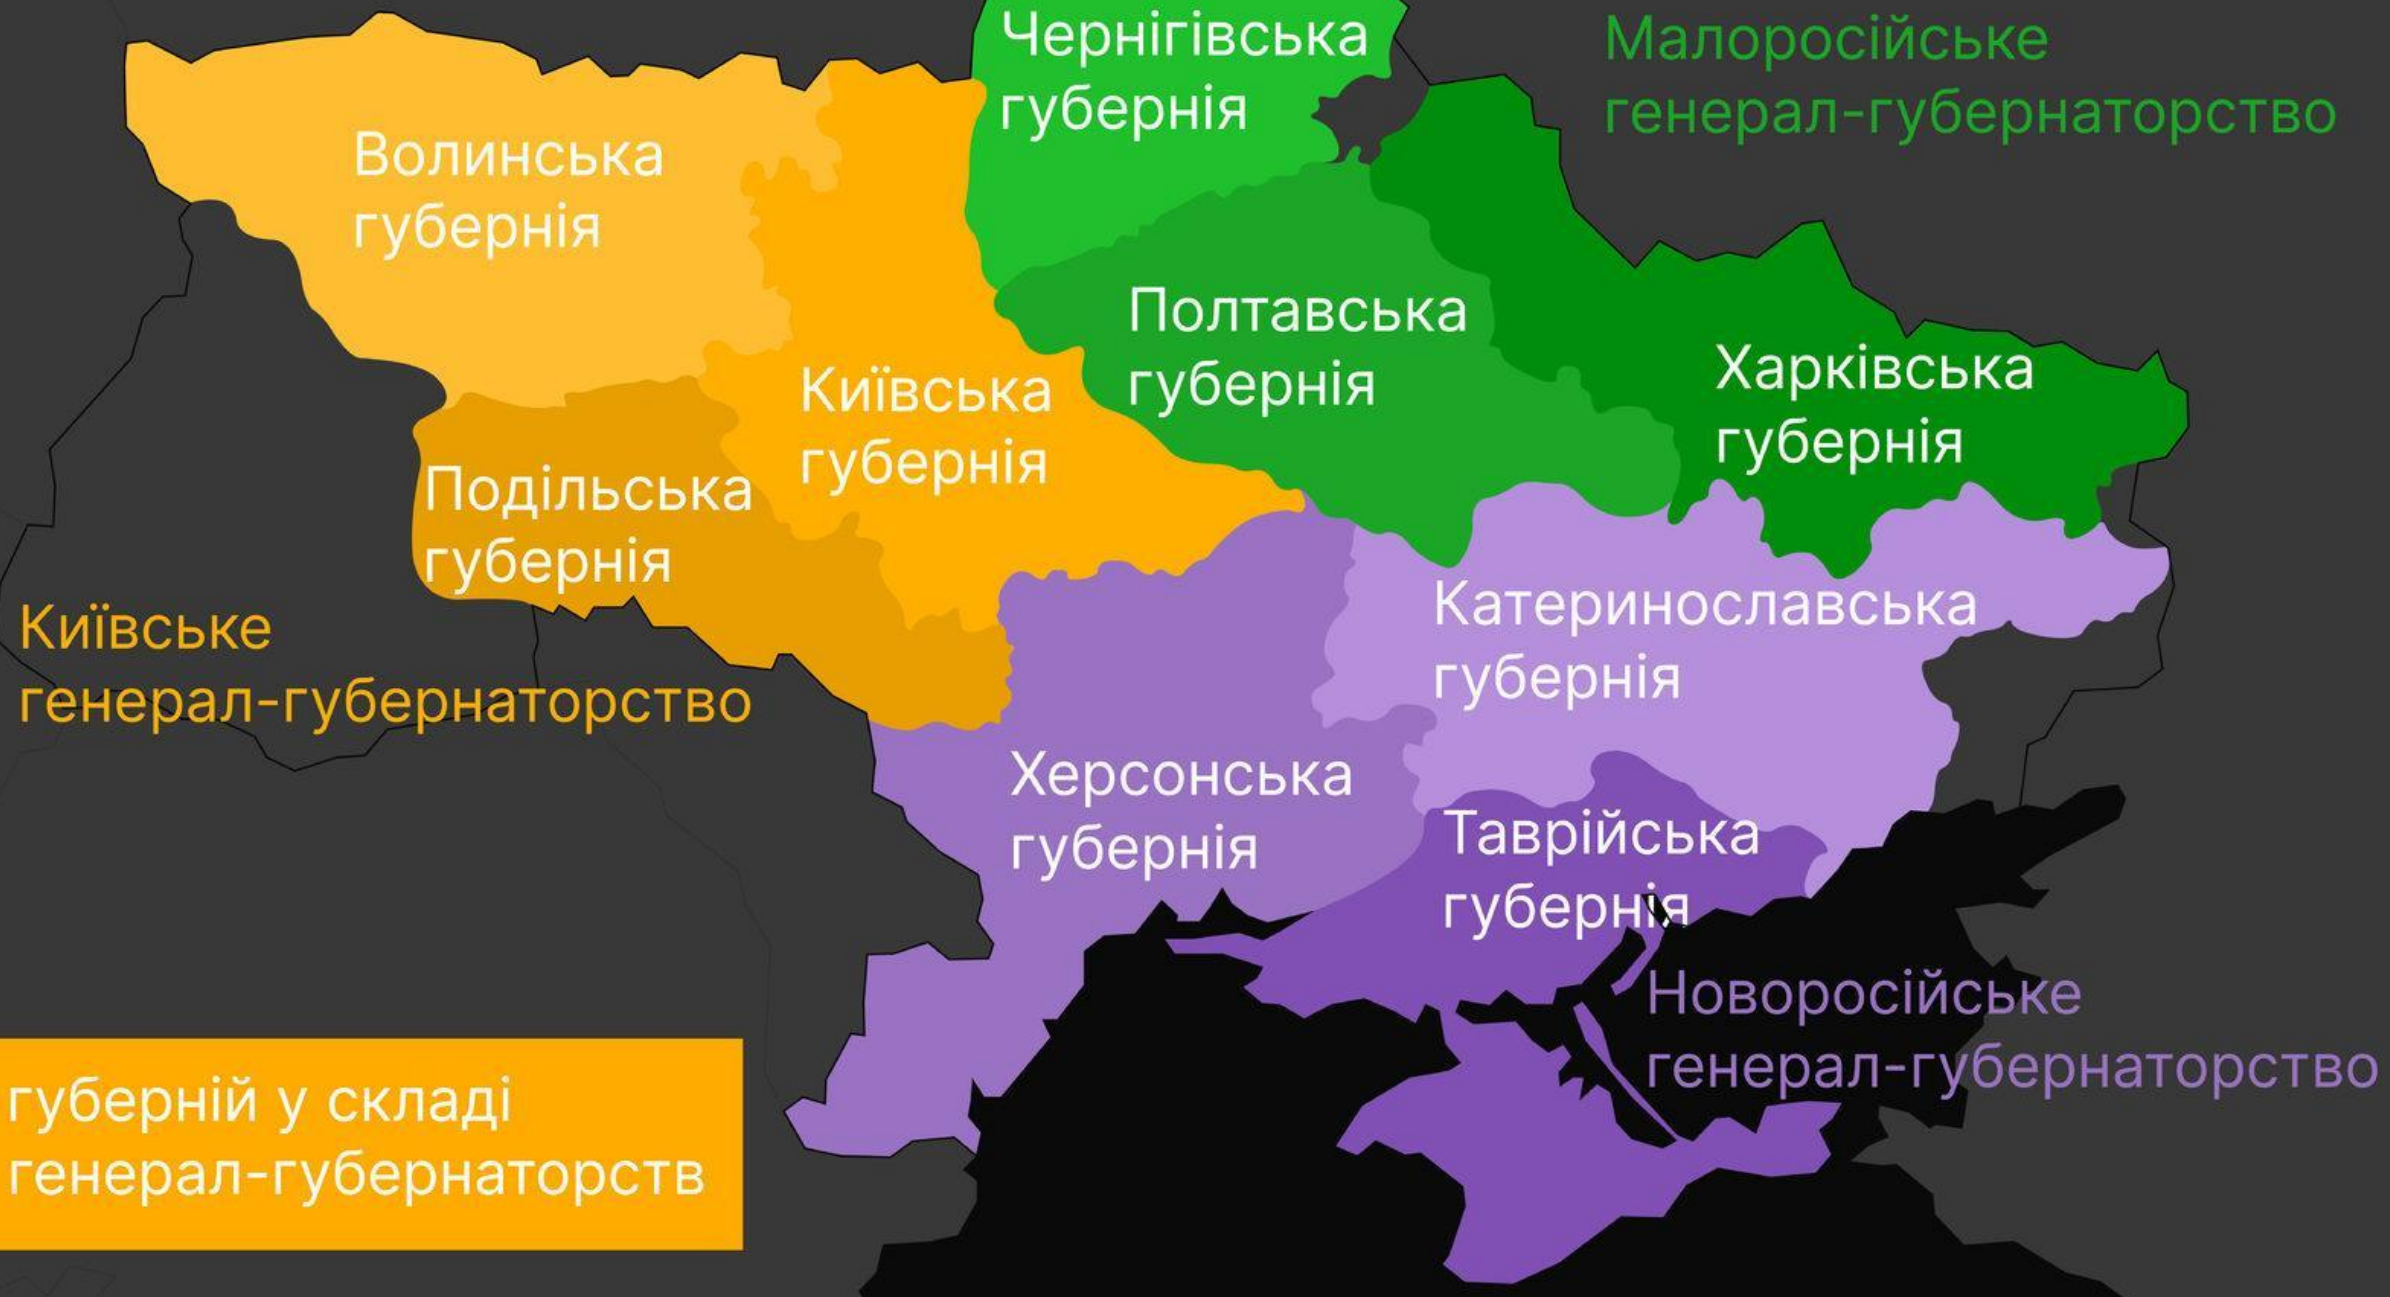 Чернігівська
губернія
Малоросійське
генерал-губернаторство
Волинська
губернія
Полтавська
губернія
Харківська
губернія
Київська
губернія
Подільська
губернія
Київське
генерал-губернаторство
Катеринославська
губернія
Херсонська
губернія
Таврійська
губернія
Новоросійське
генерал-губернаторство
губерній у складі
генерал-губернаторств